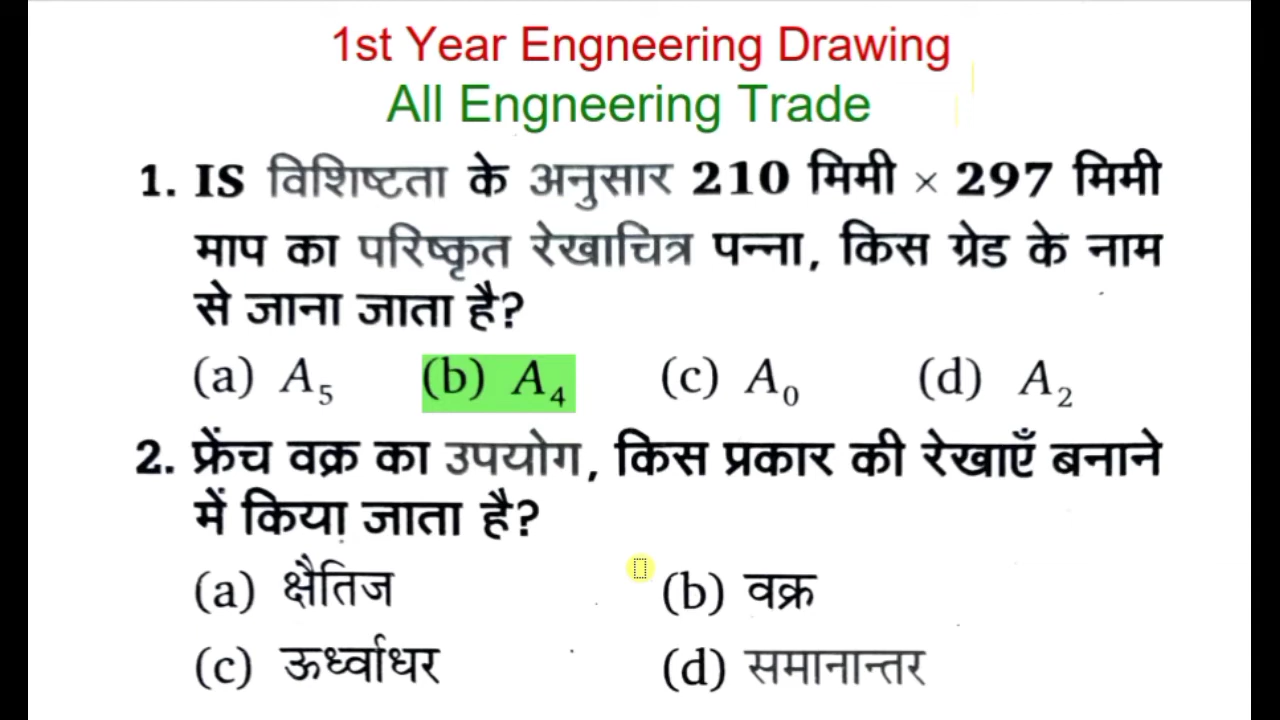 1st Year Engneering Drawing
All Engneering Trade
1. IS विशिष्टता के अनुसार 210 मिमी × 297 मिमी
माप का परिष्कृत रेखाचित्र पन्ना, किस ग्रेड के नाम
से जाना जाता है?
(a) A₅ (b) A₄ (c) A₀ (d) A₂
2. फ्रेंच वक्र का उपयोग, किस प्रकार की रेखाएँ बनाने
में किया जाता है?
(a) क्षैतिज (b) वक्र
(c) ऊर्ध्वाधर (d) समानान्तर